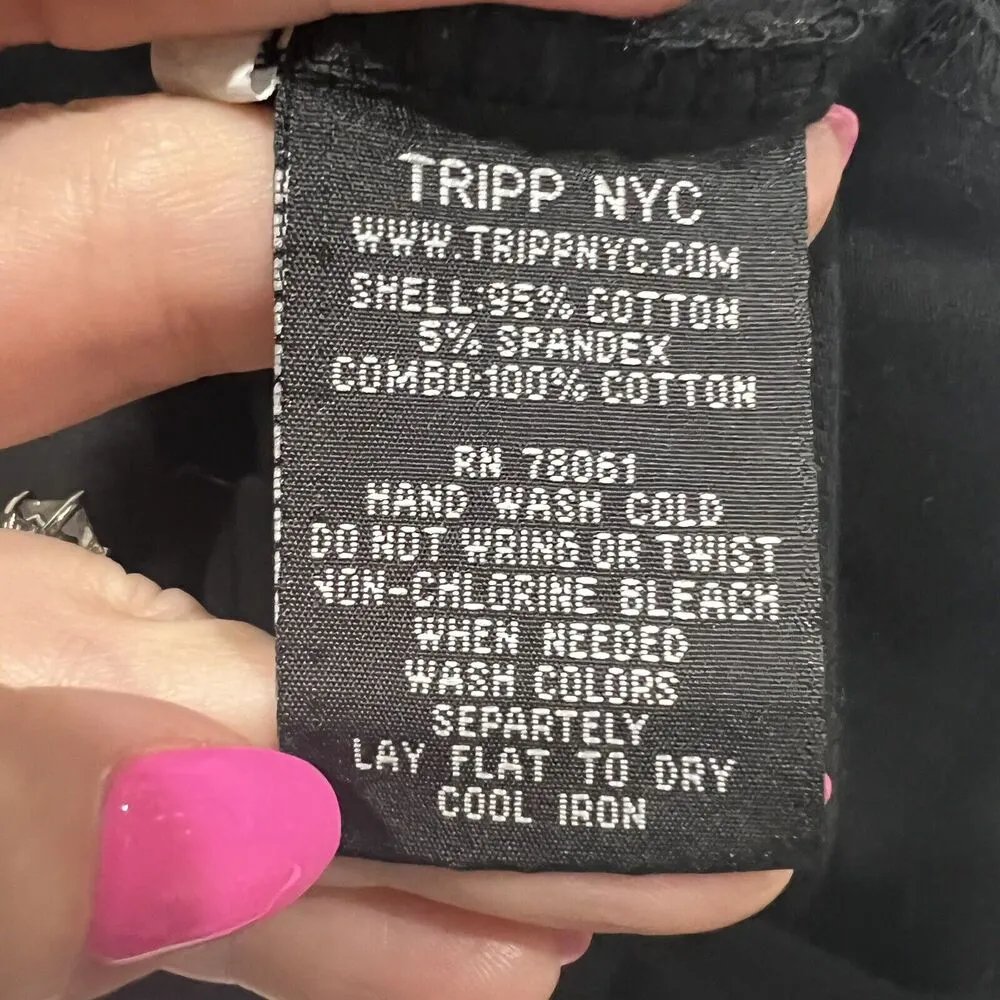 TRIPP NYC
WWW.TRIPPNYC.COM
SHELL:95% COTTON
5% SPANDEX
COMBO:100% COTTON
RN 78061
HAND WASH COLD
DO NOT WRING OR TWIST
NON-CHLORINE BLEACH
WHEN NEEDED
WASH COLORS
SEPARTELY
LAY FLAT TO DRY
COOL IRON